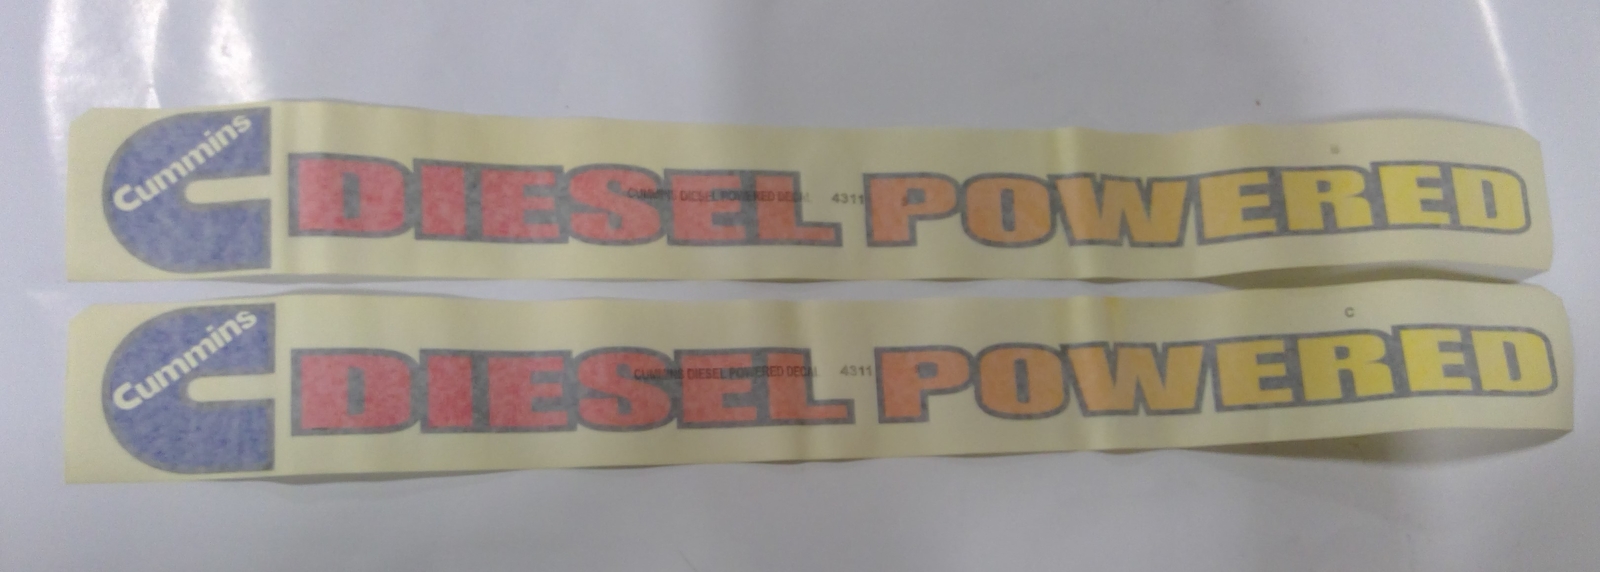 Cummins
DIESEL POWERED
CUMMINS DIESEL POWERED DECAL 4311
Cummins
DIESEL POWERED
CUMMINS DIESEL POWERED DECAL 4311
C